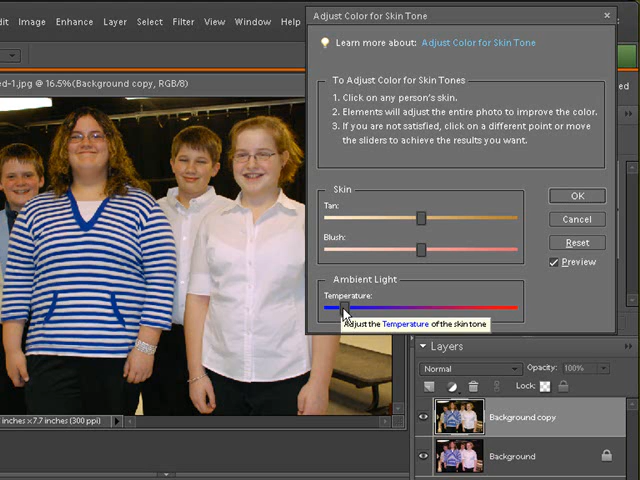 Image Enhance Layer Select Filter View Window Help
ed-1.jpg @ 16.5%(Background copy, RGB/8)
Adjust Color for Skin Tone
Learn more about: Adjust Color for Skin Tone
To Adjust Color for Skin Tones
1. Click on any person's skin.
2. Elements will adjust the entire photo to improve the color.
3. If you are not satisfied, click on a different point or move
the sliders to achieve the results you want.
Skin
Tan:
Blush:
Ambient Light
Temperature:
Adjust the Temperature of the skin tone
OK
Cancel
Reset
Preview
ed
inches x 7.7 inches (300 ppi)
Layers
Normal Opacity: 100%
Lock:
Background copy
Background